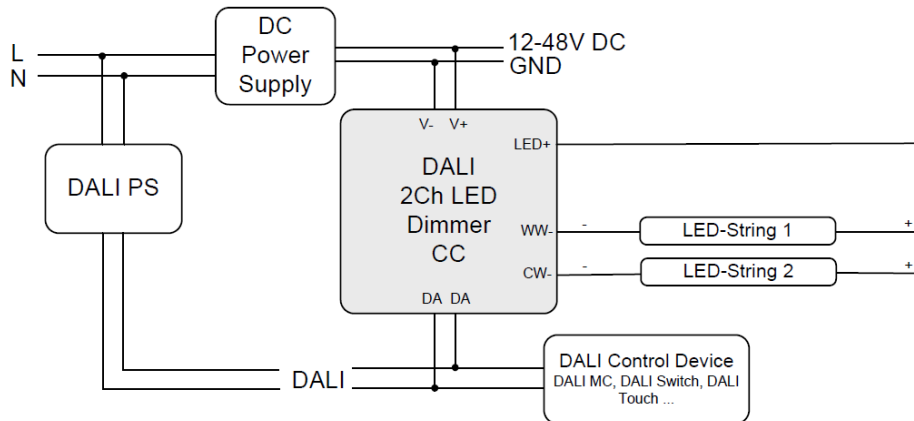 DC
Power
Supply
L
N
12-48V DC
GND
V- V+
LED+
DALI
2Ch LED
Dimmer
CC
DALI PS
WW-
-
LED-String 1
+
CW-
-
LED-String 2
+
DA DA
DALI
DALI Control Device
DALI MC, DALI Switch, DALI
Touch ...